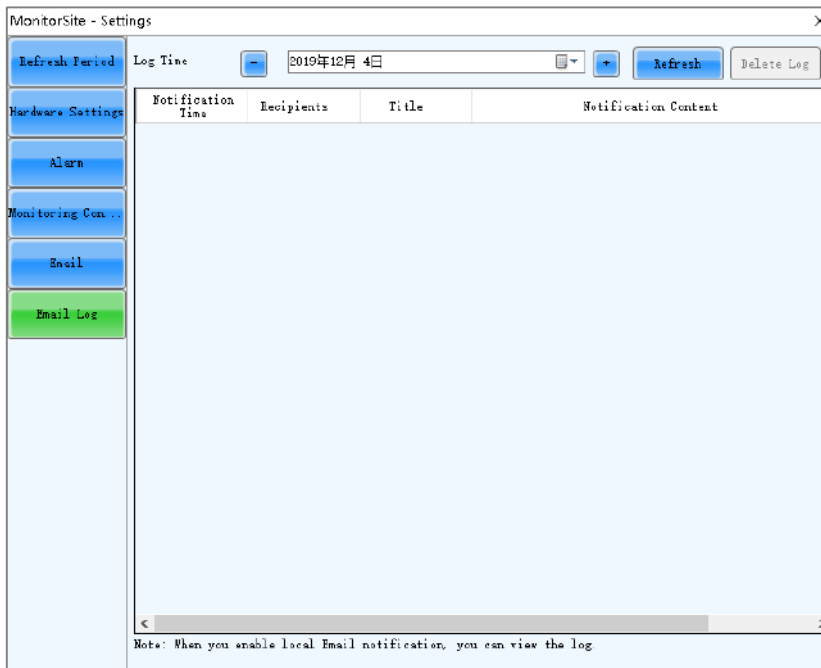 MonitorSite - Settings
Refresh Period
Log Time
-
2019年12月 4日
+
Refresh
Delete Log
Notification Time
Recipients
Title
Notification Content
Hardware Settings
Alarm
Monitoring Con...
Email
Email Log
Note: When you enable local Email notification, you can view the log.